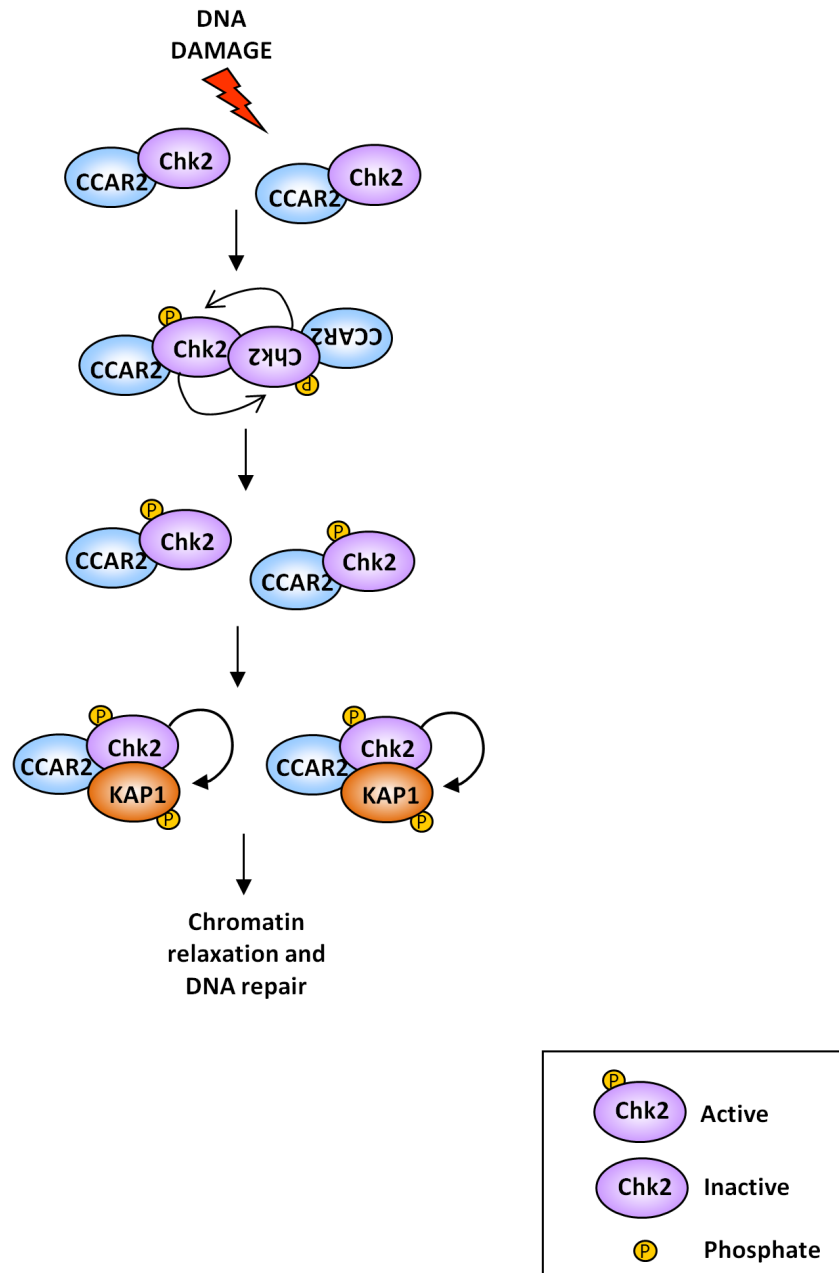 DNA
DAMAGE
CCAR2 Chk2 CCAR2 Chk2
P
CCAR2 Chk2 Chk2 CCAR2
P
P
CCAR2 Chk2
P
CCAR2 Chk2
P
CCAR2 Chk2
KAP1
P
P
CCAR2 Chk2
KAP1
P
Chromatin
relaxation and
DNA repair
P
Chk2 Active
Chk2 Inactive
P Phosphate